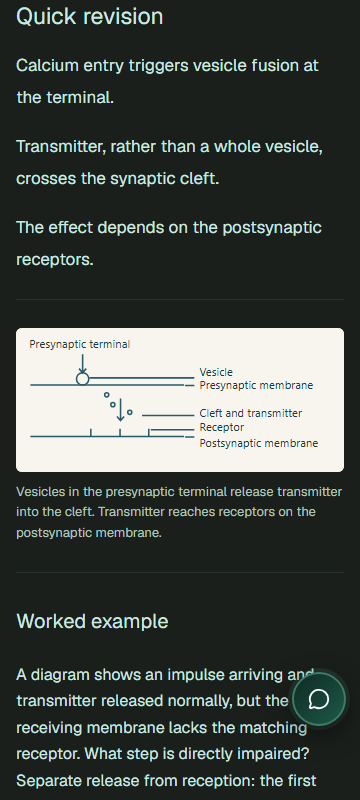 Quick revision
Calcium entry triggers vesicle fusion at
the terminal.
Transmitter, rather than a whole vesicle,
crosses the synaptic cleft.
The effect depends on the postsynaptic
receptors.
Presynaptic terminal
Vesicle
Presynaptic membrane
Cleft and transmitter
Receptor
Postsynaptic membrane
Vesicles in the presynaptic terminal release transmitter
into the cleft. Transmitter reaches receptors on the
postsynaptic membrane.
Worked example
A diagram shows an impulse arriving and
transmitter released normally, but the
receiving membrane lacks the matching
receptor. What step is directly impaired?
Separate release from reception: the first